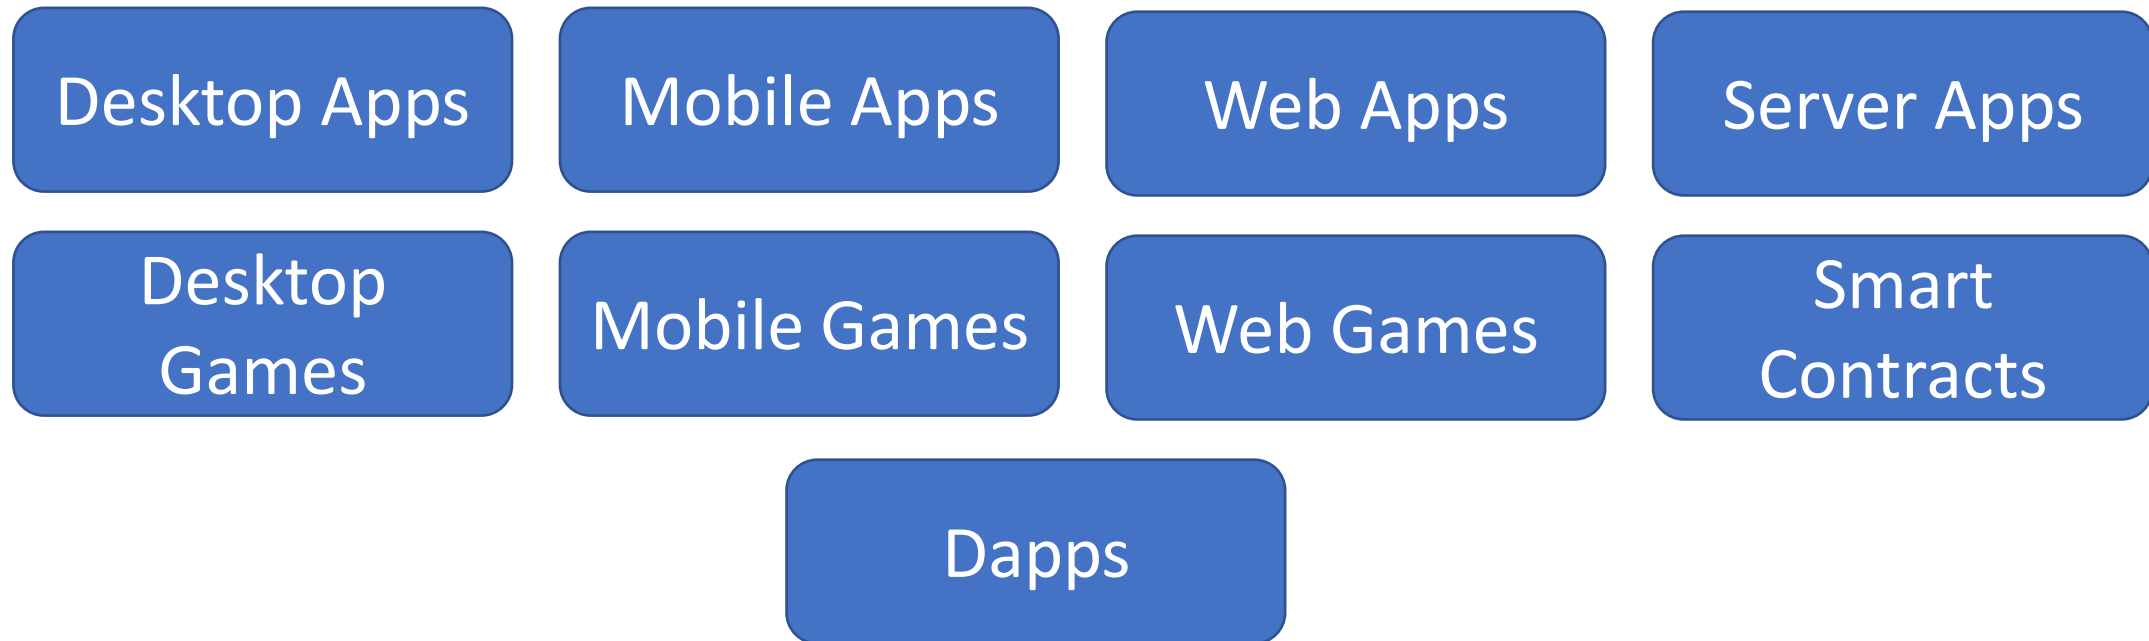 Desktop Apps
Mobile Apps
Web Apps
Server Apps
Desktop
Games
Mobile Games
Web Games
Smart
Contracts
Dapps